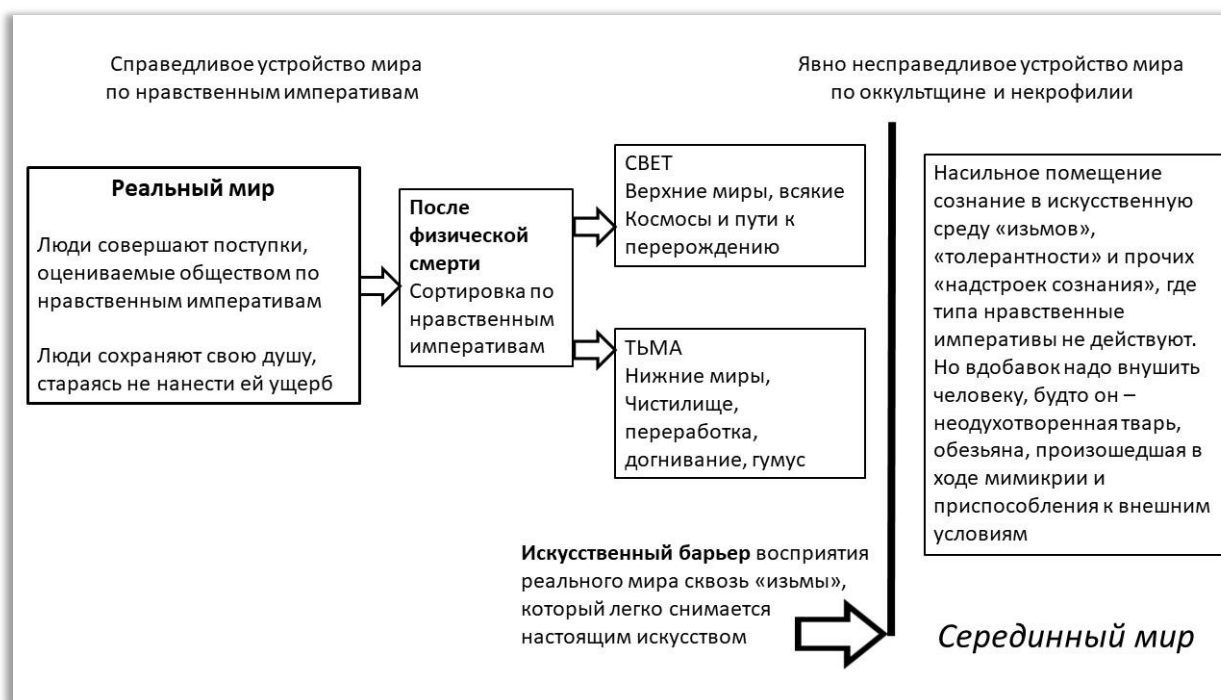 Справедливое устройство мира
по нравственным императивам
Явно несправедливое устройство мира
по оккультщине и некрофилии
Реальный мир
Люди совершают поступки,
оцениваемые обществом по
нравственным императивам
Люди сохраняют свою душу,
стараясь не нанести ей ущерб
После
физической
смерти
Сортировка по
нравственным
императивам
СВЕТ
Верхние миры, всякие
Космосы и пути к
перерождению
ТЬМА
Нижние миры,
Чистилище,
переработка,
догнивание, гумус
Насильное помещение
сознание в искусственную
среду «изьмов»,
«толерантности» и прочих
«надстроек сознания», где
типа нравственные
императивы не действуют.
Но вдобавок надо внушить
человеку, будто он –
неодухотворенная тварь,
обезьяна, произошедшая в
ходе мимикрии и
приспособления к внешним
условиям
Искусственный барьер восприятия
реального мира сквозь «изьмы»,
который легко снимается
настоящим искусством
Серединный мир